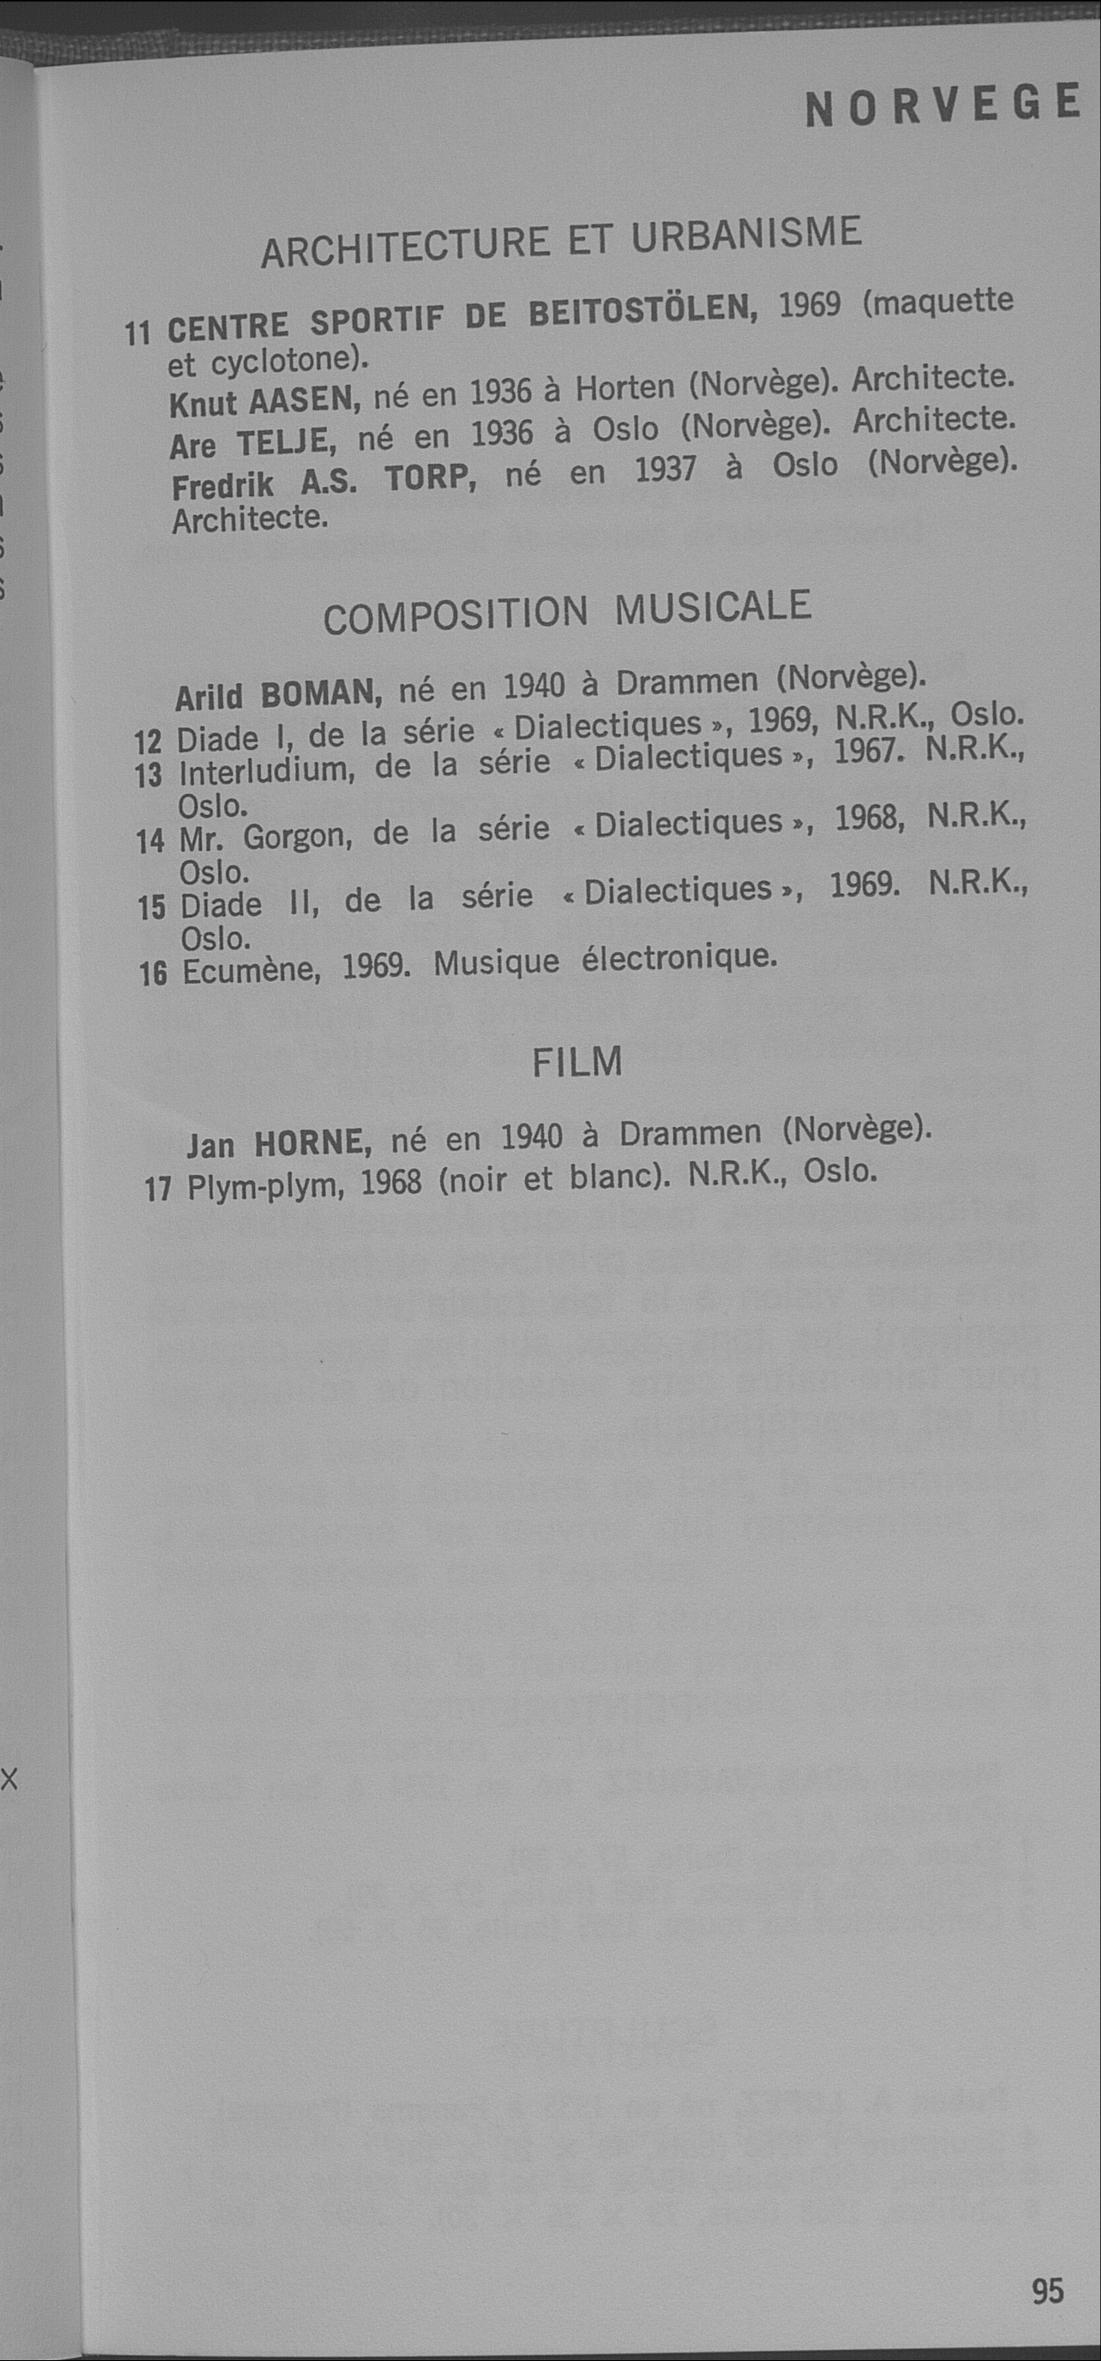 NORVEGE
ARCHITECTURE ET URBANISME
11 CENTRE SPORTIF DE BEITOSTÖLEN, 1969 (maquette
et cyclotone).
Knut AASEN, né en 1936 à Horten (Norvège). Architecte.
Are TELJE, né en 1936 à Oslo (Norvège). Architecte.
Fredrik A.S. TORP, né en 1937 à Oslo (Norvège).
Architecte.
COMPOSITION MUSICALE
Arild BOMAN, né en 1940 à Drammen (Norvège).
12 Diade I, de la série « Dialectiques », 1969, N.R.K., Oslo.
13 Interludium, de la série « Dialectiques », 1967. N.R.K.,
Oslo.
14 Mr. Gorgon, de la série « Dialectiques », 1968, N.R.K.,
Oslo.
15 Diade II, de la série « Dialectiques », 1969. N.R.K.,
Oslo.
16 Ecumène, 1969. Musique électronique.
FILM
Jan HORNE, né en 1940 à Drammen (Norvège).
17 Plym-plym, 1968 (noir et blanc). N.R.K., Oslo.
95